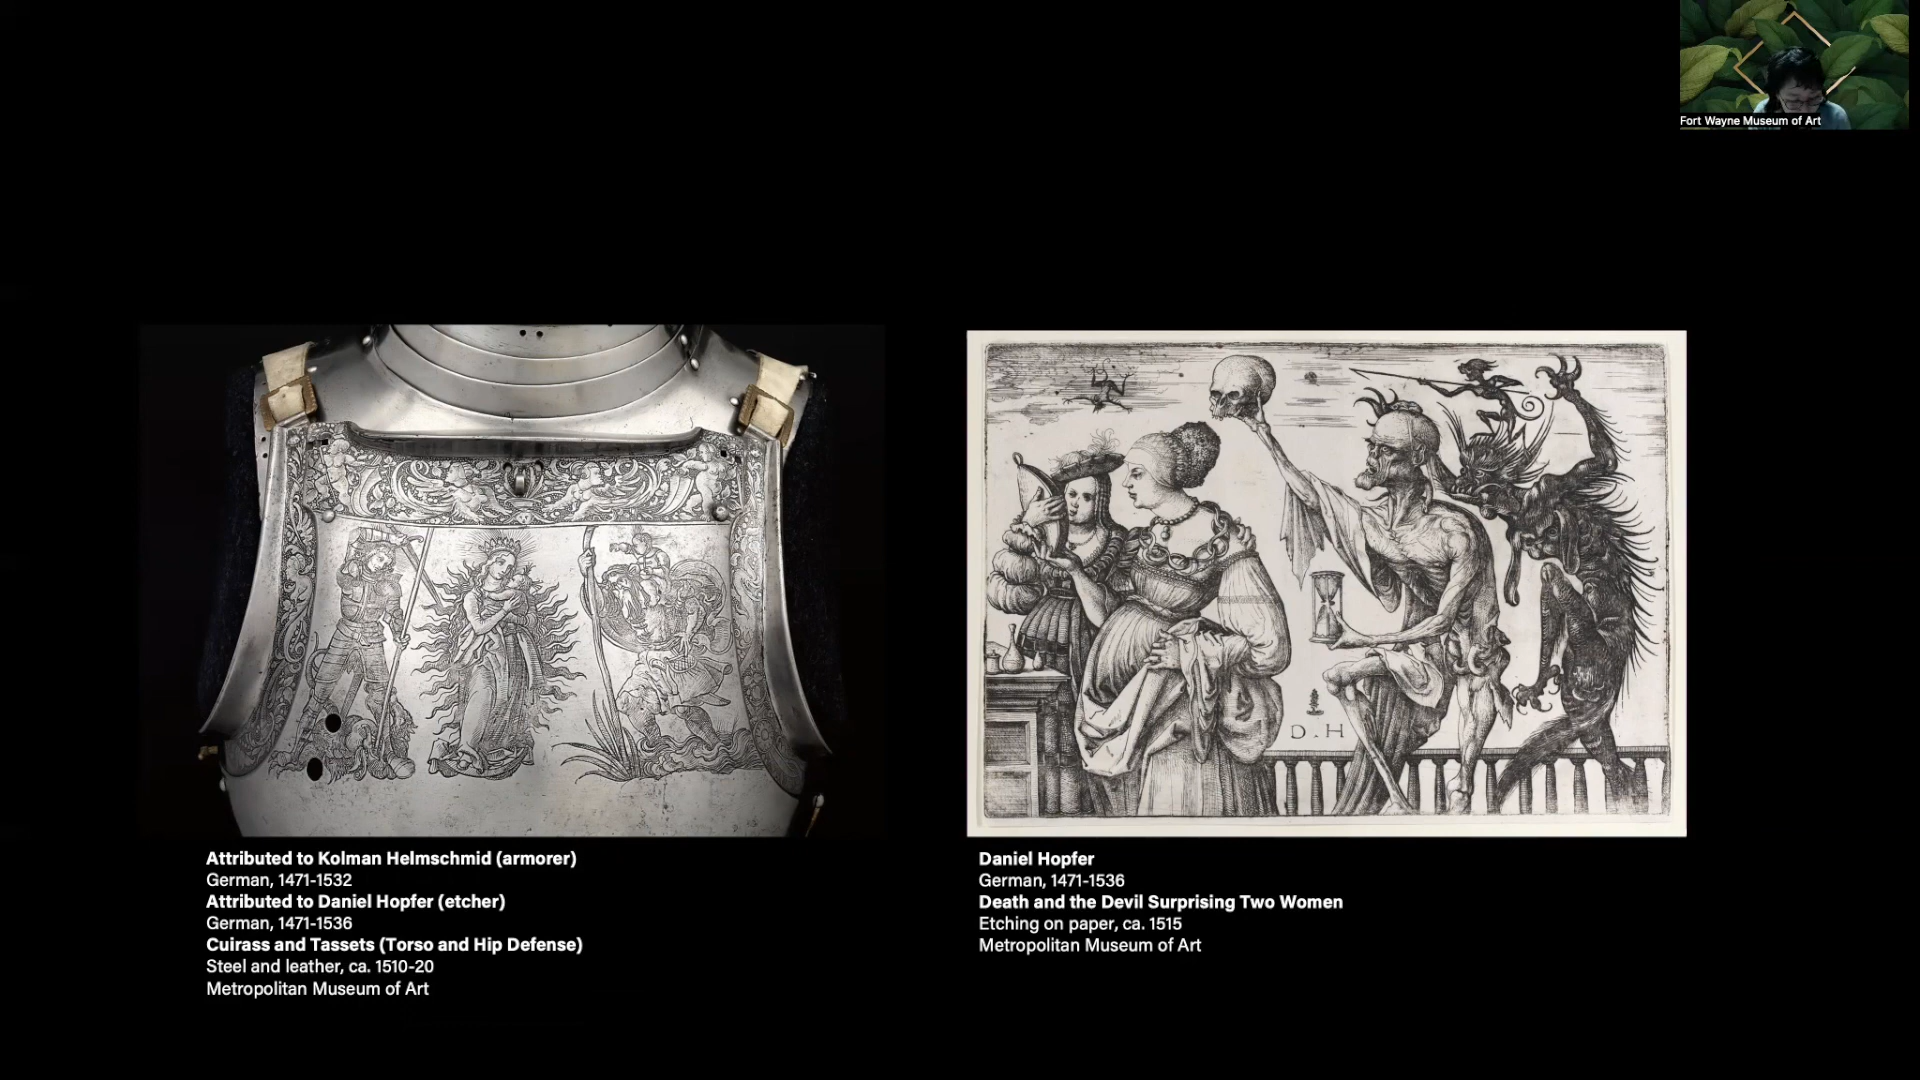 Fort Wayne Museum of Art
D . H
Attributed to Kolman Helmschmid (armorer)
German, 1471-1532
Attributed to Daniel Hopfer (etcher)
German, 1471-1536
Cuirass and Tassets (Torso and Hip Defense)
Steel and leather, ca. 1510-20
Metropolitan Museum of Art
Daniel Hopfer
German, 1471-1536
Death and the Devil Surprising Two Women
Etching on paper, ca. 1515
Metropolitan Museum of Art